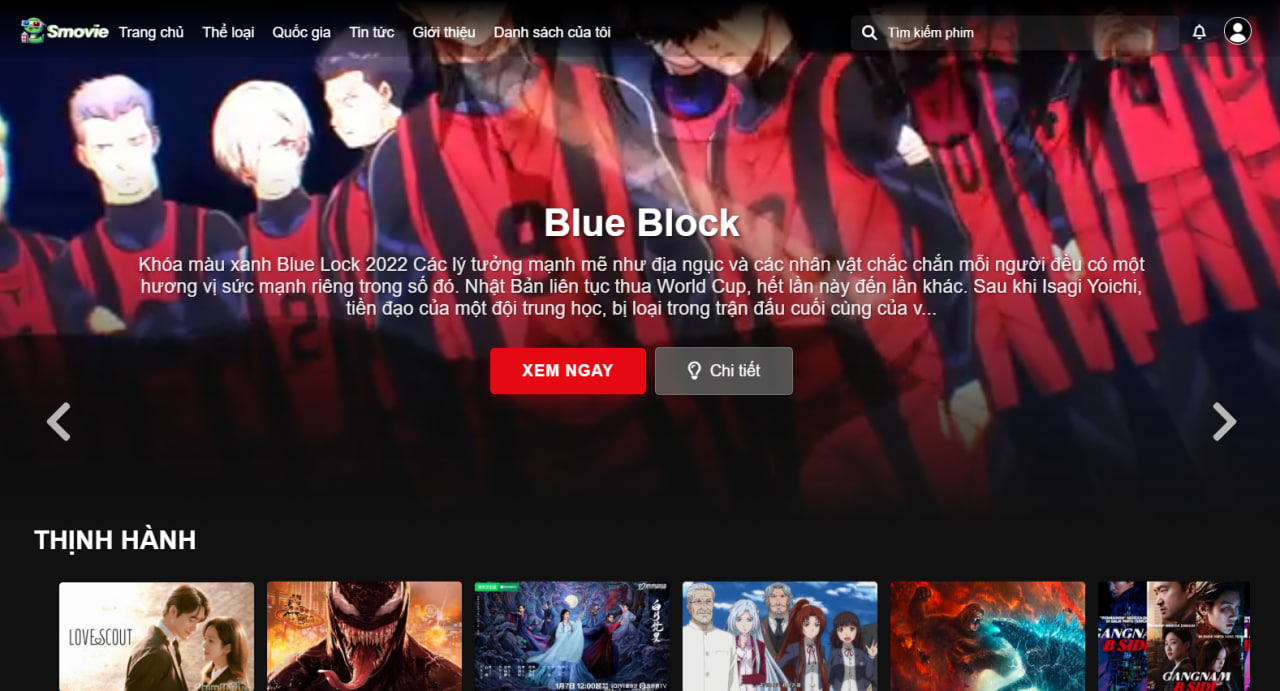 Smovie Trang chủ Thể loại Quốc gia Tin tức Giới thiệu Danh sách của tôi Tìm kiếm phim
Blue Block
Khóa màu xanh Blue Lock 2022 Các lý tưởng mạnh mẽ như địa ngục và các nhân vật chắc chắn mỗi người đều có một
hương vị sức mạnh riêng trong số đó. Nhật Bản liên tục thua World Cup, hết lần này đến lần khác. Sau khi Isagi Yoichi,
tiền đạo của một đội trung học, bị loại trong trận đấu cuối cùng của v...
XEM NGAY Chi tiết
THỊNH HÀNH
LOVE SCOUT
GANGNAM
B SIDE